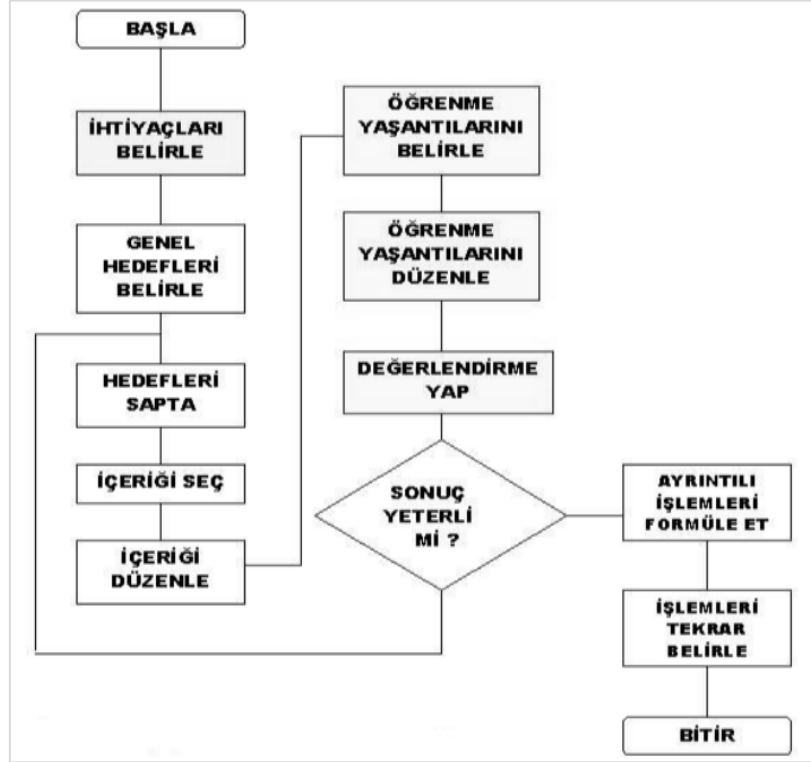 BAŞLA
İHTİYAÇLARI
BELİRLE
GENEL
HEDEFLERİ
BELİRLE
HEDEFLERİ
SAPTA
İÇERİĞİ SEÇ
İÇERİĞİ
DÜZENLE
ÖĞRENME
YAŞANTILARINI
BELİRLE
ÖĞRENME
YAŞANTILARINI
DÜZENLE
DEĞERLENDİRME
YAP
SONUÇ
YETERLİ
Mİ ?
AYRINTILI
İŞLEMLERİ
FORMÜLE ET
İŞLEMLERİ
TEKRAR
BELİRLE
BİTİR